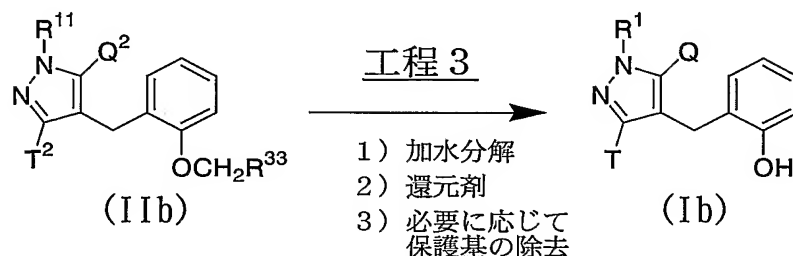 R¹¹
Q²
N
N
T²
OCH₂R³³
(IIb)
工程3
1) 加水分解
2) 還元剤
3) 必要に応じて
保護基の除去
R¹
Q
N
N
T
OH
(Ib)